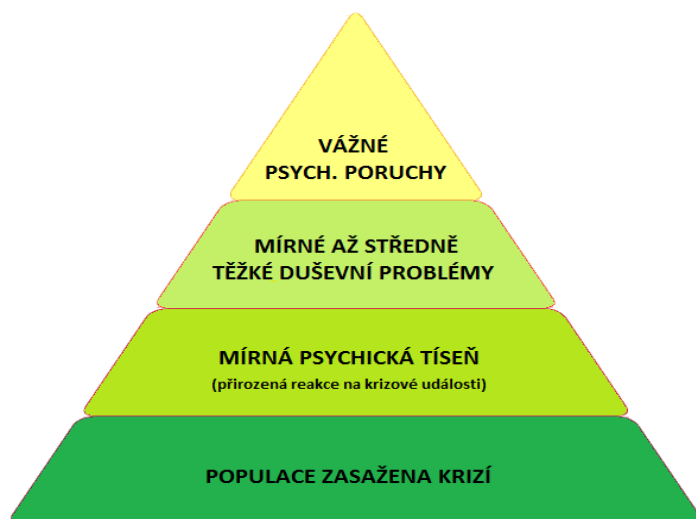 VÁŽNÉ
PSYCH. PORUCHY
MÍRNÉ AŽ STŘEDNĚ
TĚŽKÉ DUŠEVNÍ PROBLÉMY
MÍRNÁ PSYCHICKÁ TÍSEŇ
(přirozená reakce na krizové události)
POPULACE ZASAŽENA KRIZÍ